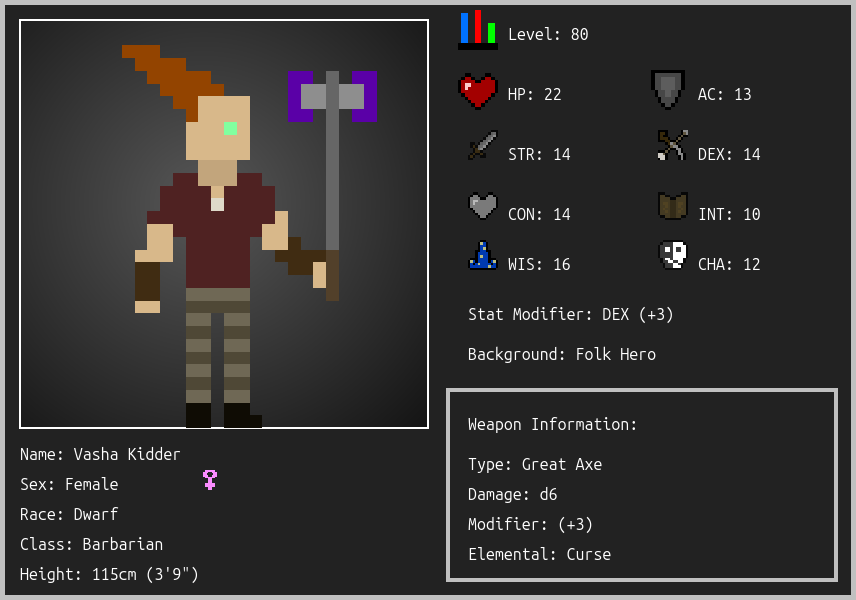 Level: 80
HP: 22
AC: 13
STR: 14
DEX: 14
CON: 14
INT: 10
WIS: 16
CHA: 12
Stat Modifier: DEX (+3)
Background: Folk Hero
Weapon Information:
Type: Great Axe
Damage: d6
Modifier: (+3)
Elemental: Curse
Name: Vasha Kidder
Sex: Female
Race: Dwarf
Class: Barbarian
Height: 115cm (3'9")